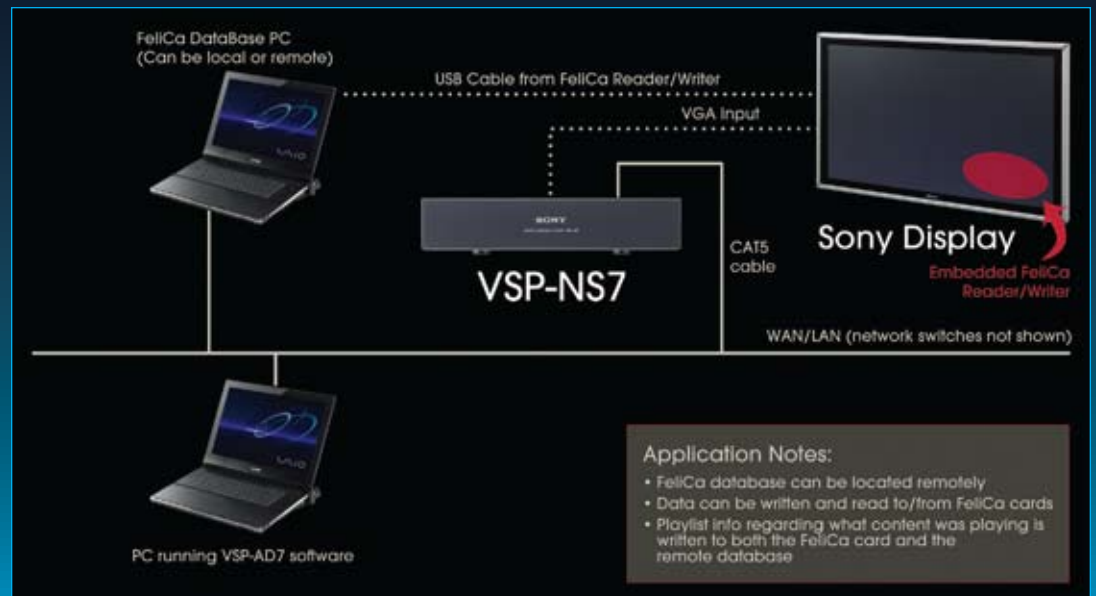 FeliCa DataBase PC
(Can be local or remote)
USB Cable from FeliCa Reader/Writer
VGA Input
VAIO
SONY
CAT5
cable
VSP-NS7
Sony Display
Embedded FeliCa
Reader/Writer
WAN/LAN (network switches not shown)
VAIO
PC running VSP-AD7 software
Application Notes:
• FeliCa database can be located remotely
• Data can be written and read to/from FeliCa cards
• Playlist info regarding what content was playing is
written to both the FeliCa card and the
remote database